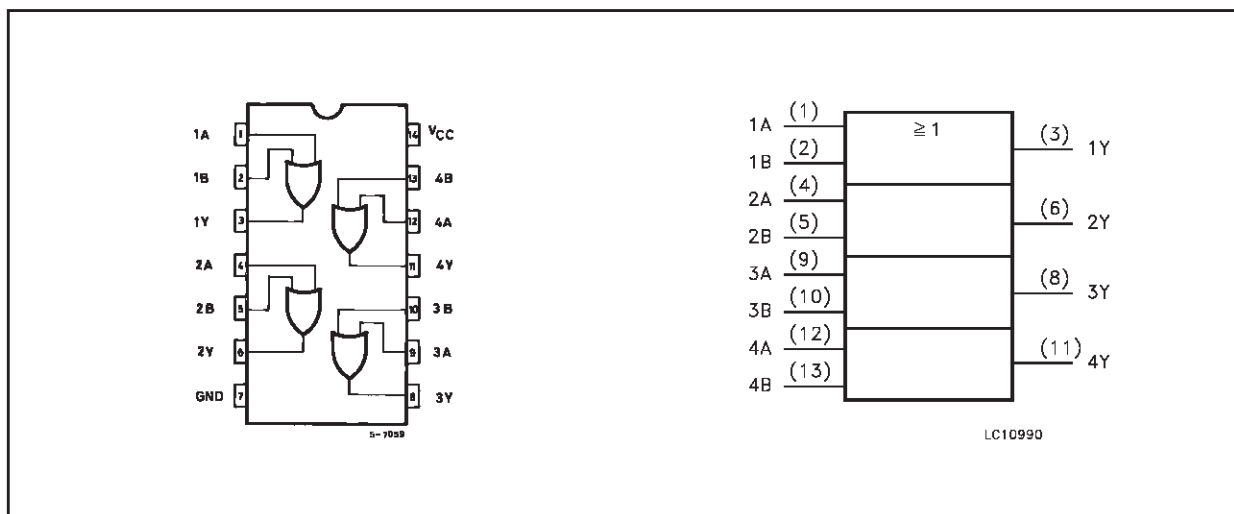 1A 1 14 VCC
1B 2 13 4B
1Y 3 12 4A
2A 4 11 4Y
2B 5 10 3B
2Y 6 9 3A
GND 7 8 3Y
S-7059
1A (1) ≧ 1 (3) 1Y
1B (2)
2A (4) (6) 2Y
2B (5)
3A (9) (8) 3Y
3B (10)
4A (12) (11) 4Y
4B (13)
LC10990